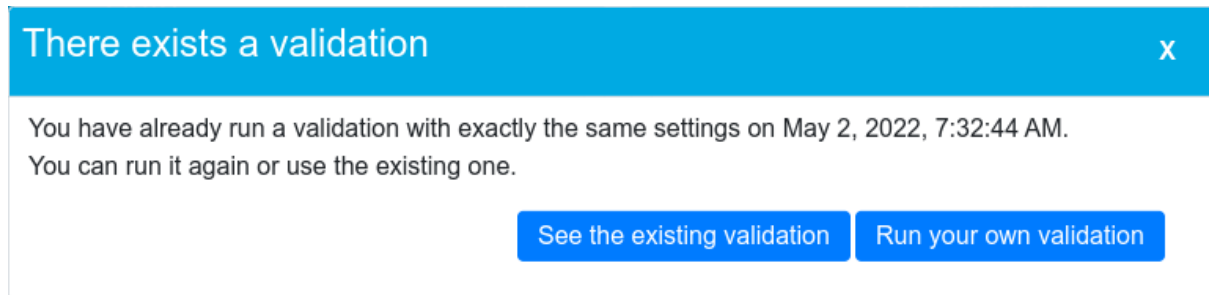 There exists a validation
x
You have already run a validation with exactly the same settings on May 2, 2022, 7:32:44 AM.
You can run it again or use the existing one.
See the existing validation
Run your own validation